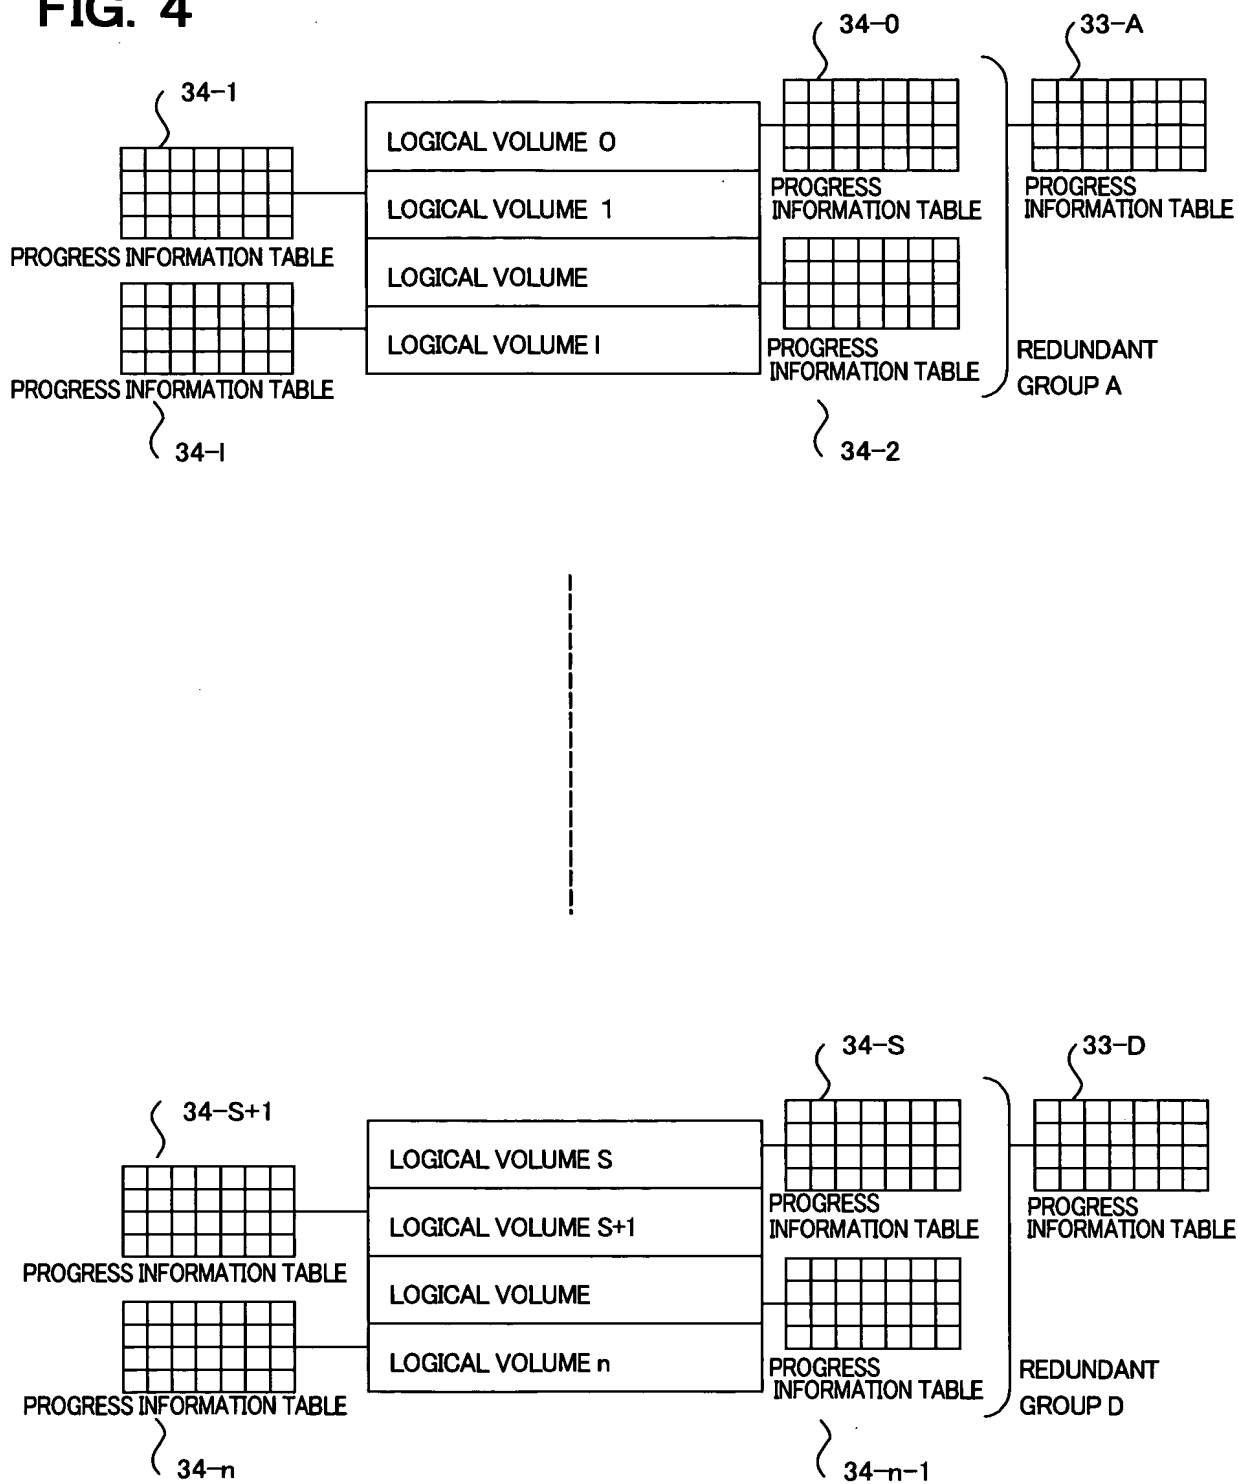 FIG. 4
34-0
33-A
34-1
LOGICAL VOLUME 0
LOGICAL VOLUME 1
LOGICAL VOLUME
LOGICAL VOLUME I
PROGRESS
INFORMATION TABLE
PROGRESS
INFORMATION TABLE
PROGRESS INFORMATION TABLE
PROGRESS INFORMATION TABLE
PROGRESS
INFORMATION TABLE
REDUNDANT
GROUP A
34-I
34-2
34-S
33-D
34-S+1
LOGICAL VOLUME S
LOGICAL VOLUME S+1
LOGICAL VOLUME
LOGICAL VOLUME n
PROGRESS
INFORMATION TABLE
PROGRESS
INFORMATION TABLE
PROGRESS INFORMATION TABLE
PROGRESS INFORMATION TABLE
PROGRESS
INFORMATION TABLE
REDUNDANT
GROUP D
34-n
34-n-1